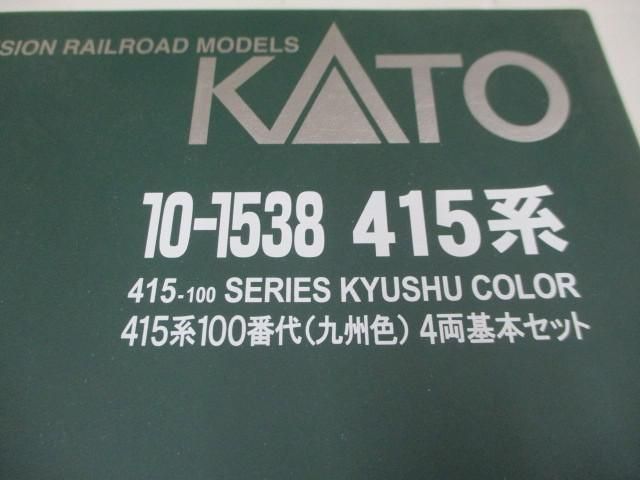 SION RAILROAD MODELS
KATO
10-1538 415系
415-100 SERIES KYUSHU COLOR
415系100番代(九州色) 4両基本セット